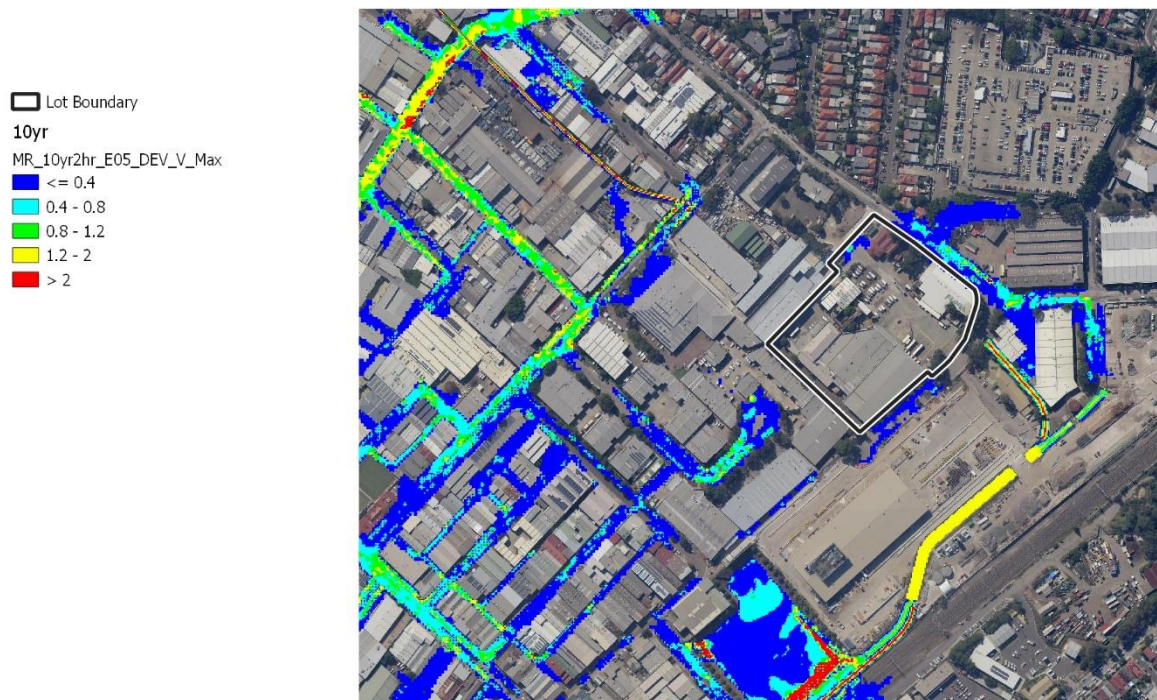 Lot Boundary
10yr
MR_10yr2hr_E05_DEV_V_Max
<= 0.4
0.4 - 0.8
0.8 - 1.2
1.2 - 2
> 2